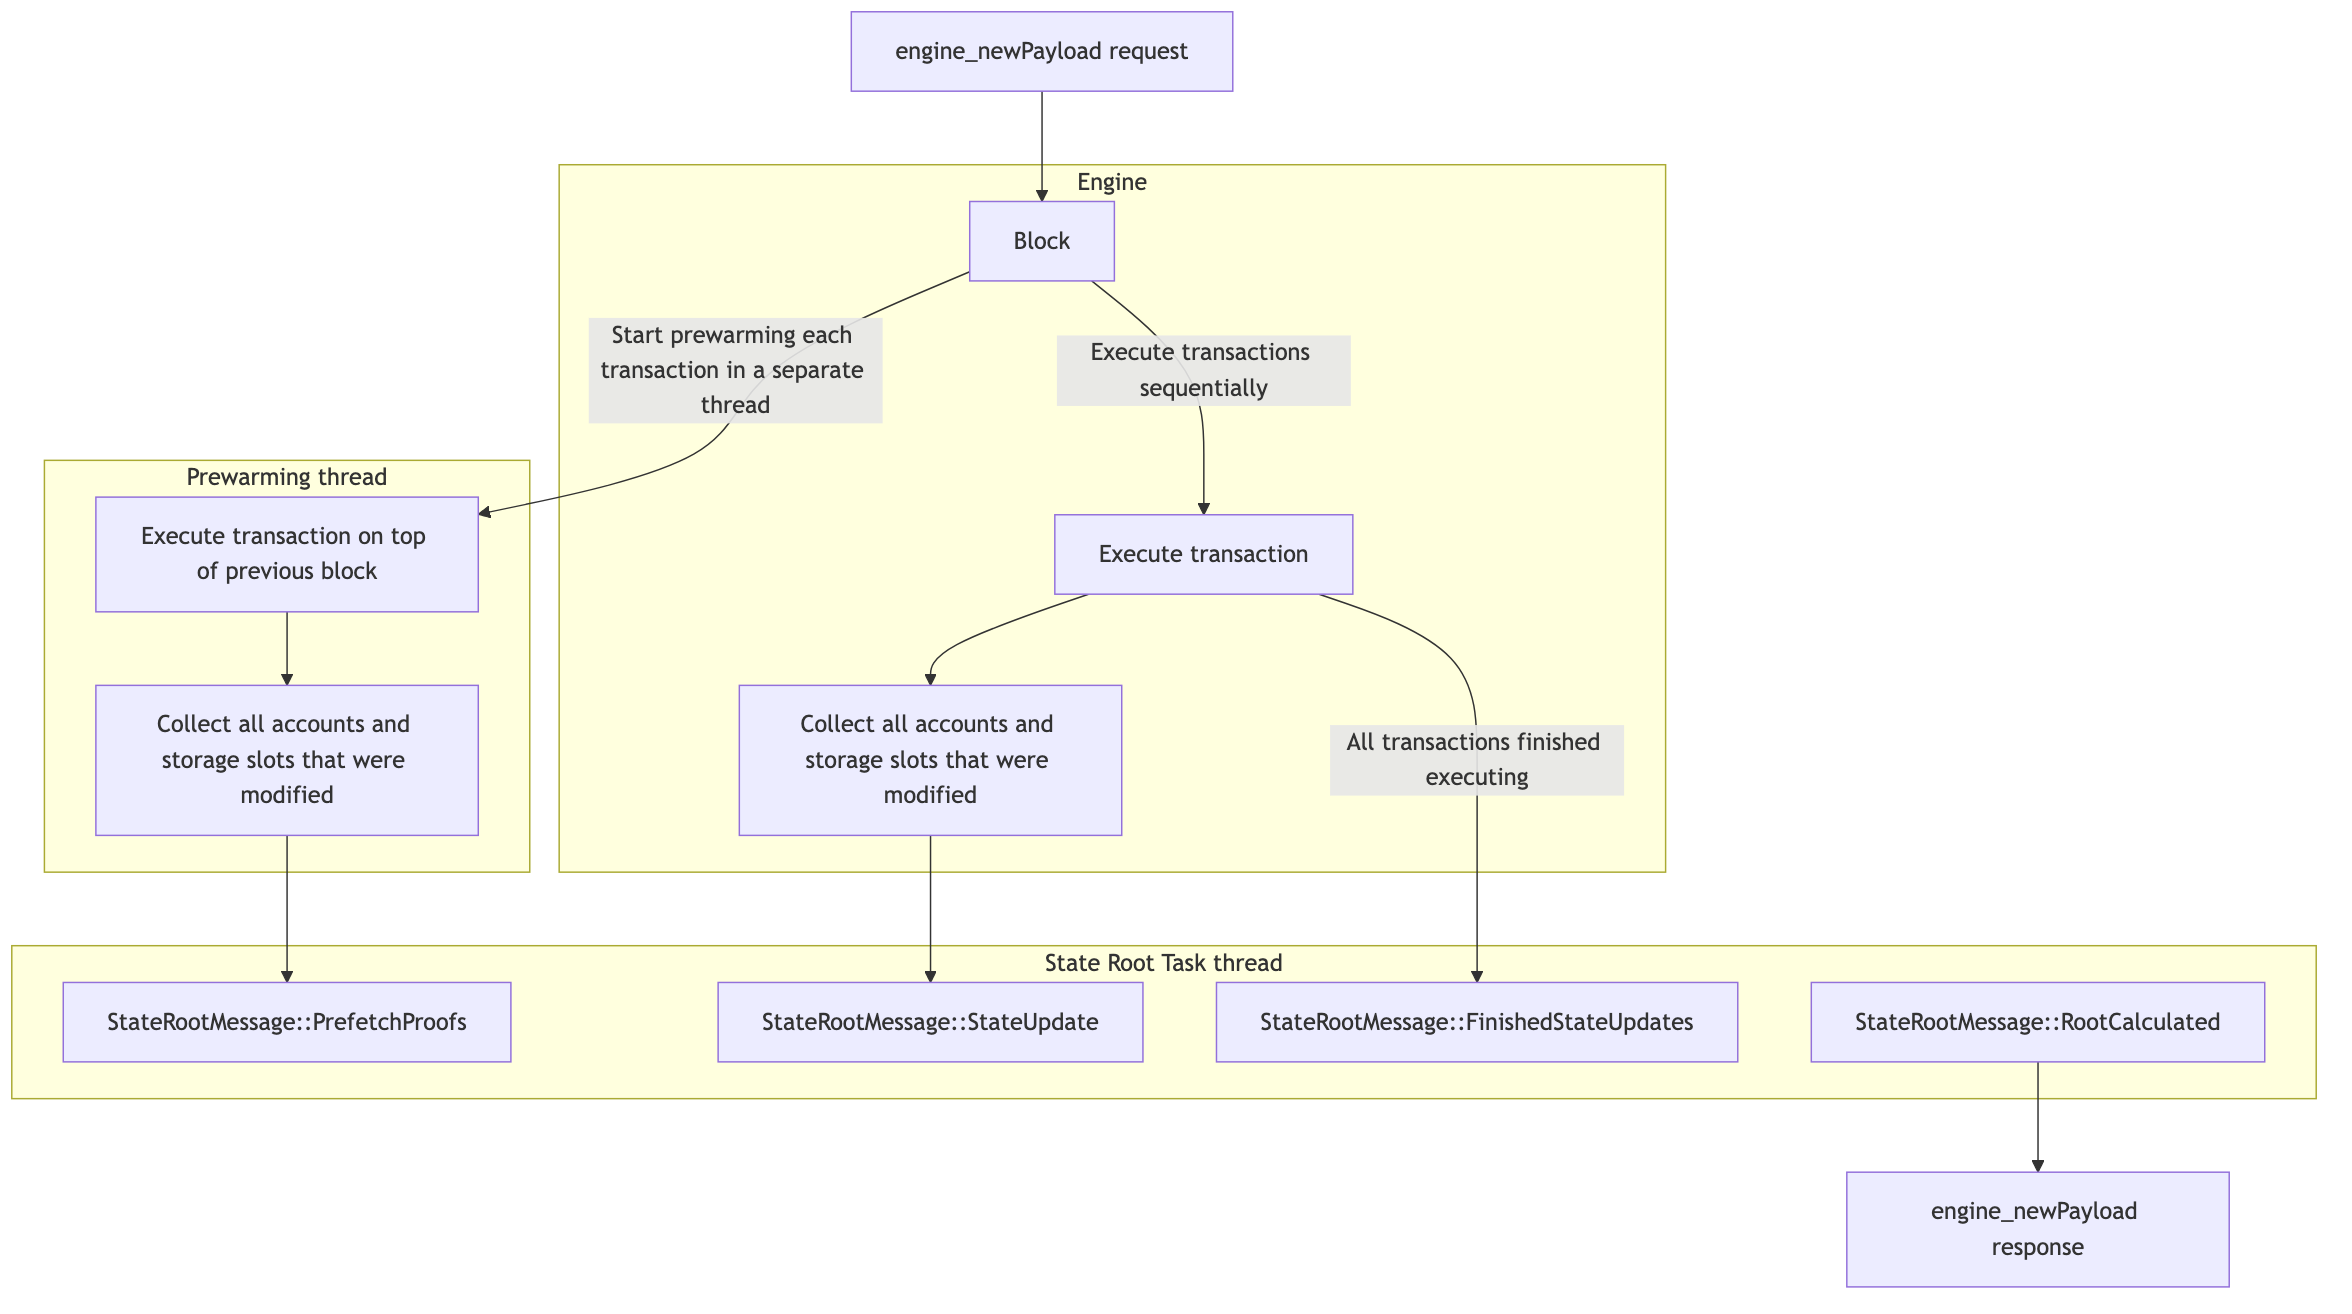 engine_newPayload request
Engine
Block
Start prewarming each
transaction in a separate
thread
Execute transactions
sequentially
Prewarming thread
Execute transaction on top
of previous block
Execute transaction
Collect all accounts and
storage slots that were
modified
Collect all accounts and
storage slots that were
modified
All transactions finished
executing
State Root Task thread
StateRootMessage::PrefetchProofs
StateRootMessage::StateUpdate
StateRootMessage::FinishedStateUpdates
StateRootMessage::RootCalculated
engine_newPayload
response